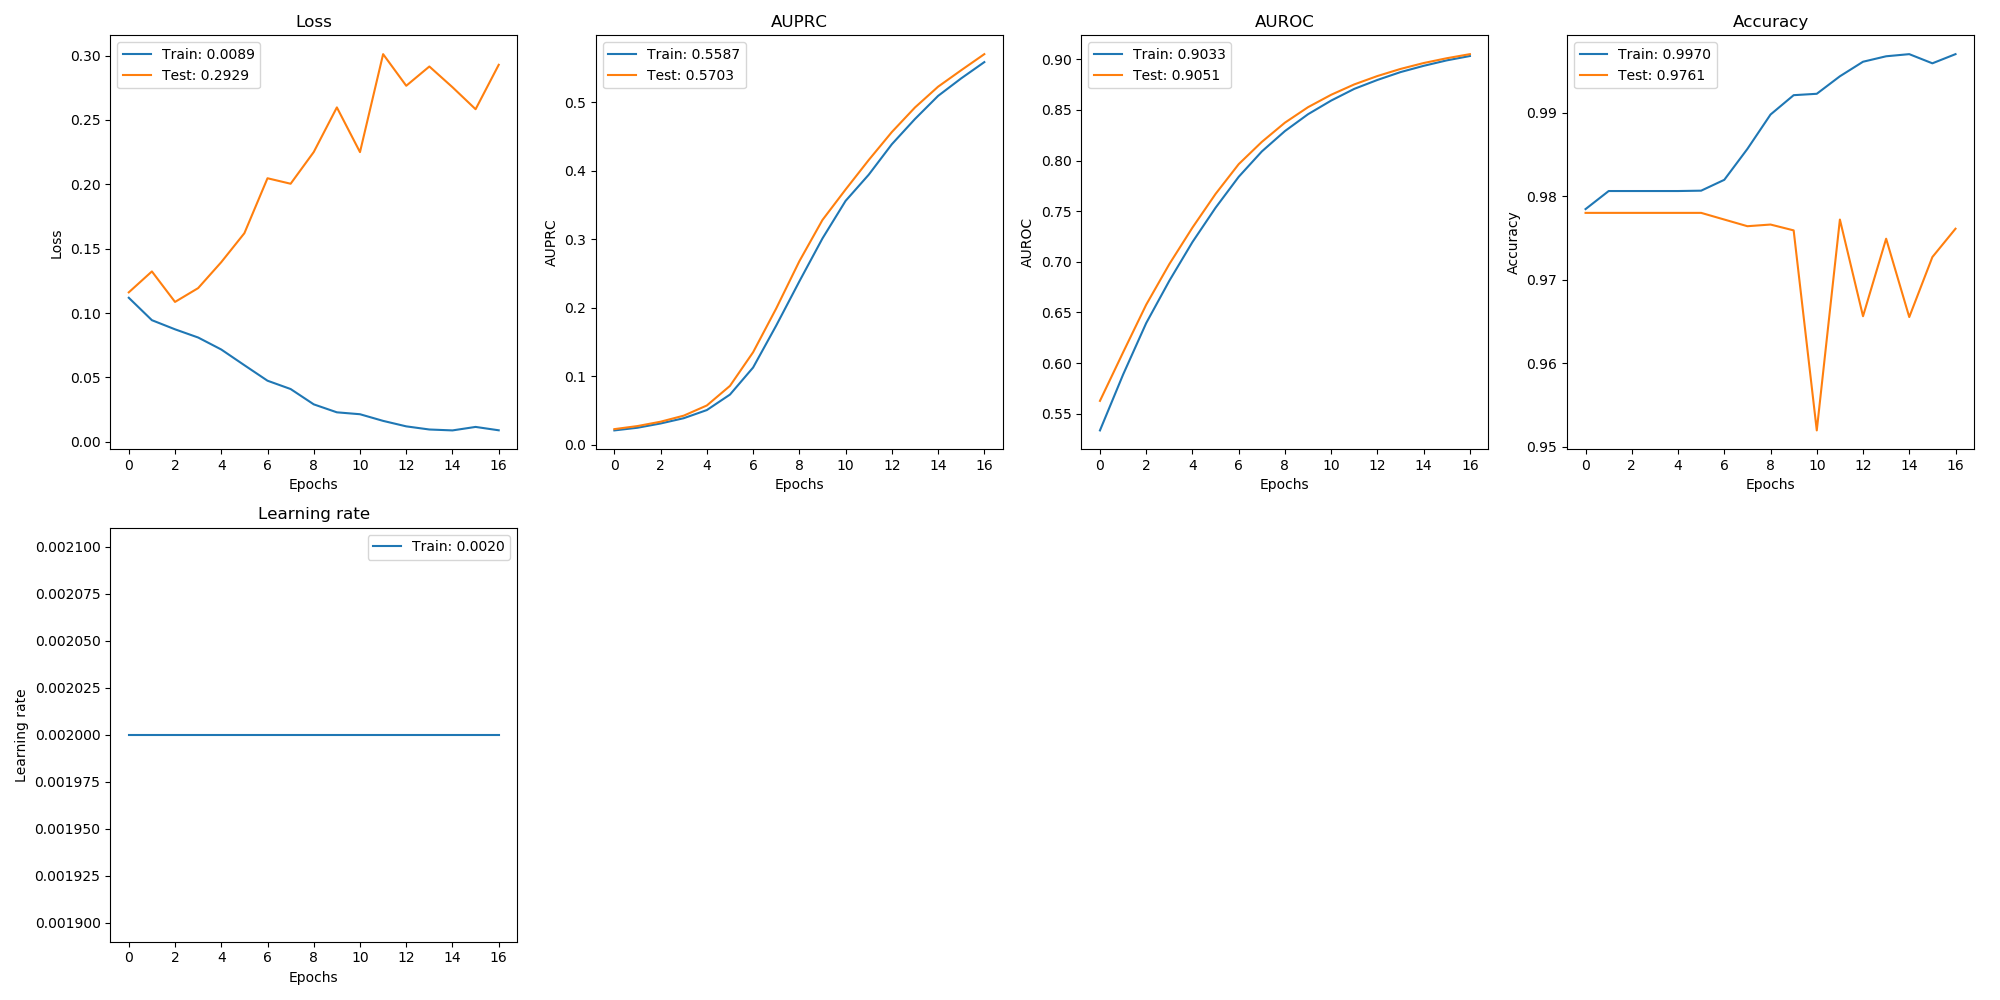 Loss
Train: 0.0089
Test: 0.2929
0.30
0.25
0.20
0.15
0.10
0.05
0.00
Loss
0 2 4 6 8 10 12 14 16
Epochs
AUPRC
Train: 0.5587
Test: 0.5703
0.5
0.4
0.3
0.2
0.1
0.0
AUPRC
0 2 4 6 8 10 12 14 16
Epochs
AUROC
Train: 0.9033
Test: 0.9051
0.90
0.85
0.80
0.75
0.70
0.65
0.60
0.55
AUROC
0 2 4 6 8 10 12 14 16
Epochs
Accuracy
Train: 0.9970
Test: 0.9761
0.99
0.98
0.97
0.96
0.95
Accuracy
0 2 4 6 8 10 12 14 16
Epochs
Learning rate
Train: 0.0020
0.002100
0.002075
0.002050
0.002025
0.002000
0.001975
0.001950
0.001925
0.001900
Learning rate
0 2 4 6 8 10 12 14 16
Epochs